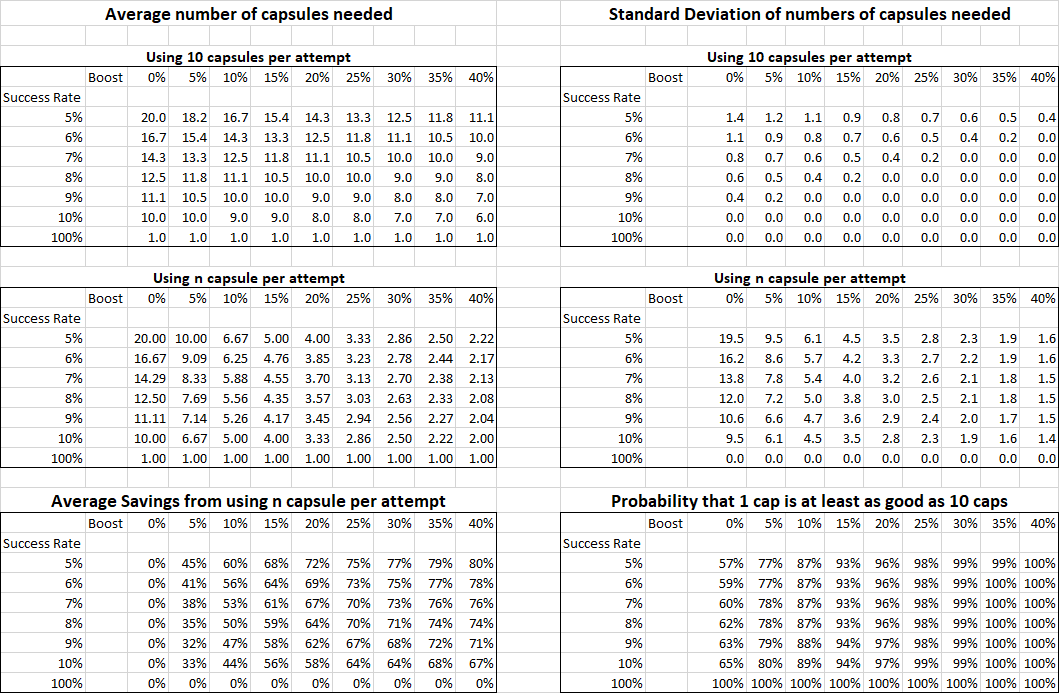 Average number of capsules needed Standard Deviation of numbers of capsules needed
Using 10 capsules per attempt Using 10 capsules per attempt
Boost 0% 5% 10% 15% 20% 25% 30% 35% 40% Boost 0% 5% 10% 15% 20% 25% 30% 35% 40%
Success Rate Success Rate
5% 20.0 18.2 16.7 15.4 14.3 13.3 12.5 11.8 11.1 5% 1.4 1.2 1.1 0.9 0.8 0.7 0.6 0.5 0.4
6% 16.7 15.4 14.3 13.3 12.5 11.8 11.1 10.5 10.0 6% 1.1 0.9 0.8 0.7 0.6 0.5 0.4 0.2 0.0
7% 14.3 13.3 12.5 11.8 11.1 10.5 10.0 10.0 9.0 7% 0.8 0.7 0.6 0.5 0.4 0.2 0.0 0.0 0.0
8% 12.5 11.8 11.1 10.5 10.0 10.0 9.0 9.0 8.0 8% 0.6 0.5 0.4 0.2 0.0 0.0 0.0 0.0 0.0
9% 11.1 10.5 10.0 10.0 9.0 9.0 8.0 8.0 7.0 9% 0.4 0.2 0.0 0.0 0.0 0.0 0.0 0.0 0.0
10% 10.0 10.0 9.0 9.0 8.0 8.0 7.0 7.0 6.0 10% 0.0 0.0 0.0 0.0 0.0 0.0 0.0 0.0 0.0
100% 1.0 1.0 1.0 1.0 1.0 1.0 1.0 1.0 1.0 100% 0.0 0.0 0.0 0.0 0.0 0.0 0.0 0.0 0.0
Using n capsule per attempt Using n capsule per attempt
Boost 0% 5% 10% 15% 20% 25% 30% 35% 40% Boost 0% 5% 10% 15% 20% 25% 30% 35% 40%
Success Rate Success Rate
5% 20.00 10.00 6.67 5.00 4.00 3.33 2.86 2.50 2.22 5% 19.5 9.5 6.1 4.5 3.5 2.8 2.3 1.9 1.6
6% 16.67 9.09 6.25 4.76 3.85 3.23 2.78 2.44 2.17 6% 16.2 8.6 5.7 4.2 3.3 2.7 2.2 1.9 1.6
7% 14.29 8.33 5.88 4.55 3.70 3.13 2.70 2.38 2.13 7% 13.8 7.8 5.4 4.0 3.2 2.6 2.1 1.8 1.5
8% 12.50 7.69 5.56 4.35 3.57 3.03 2.63 2.33 2.08 8% 12.0 7.2 5.0 3.8 3.0 2.5 2.1 1.8 1.5
9% 11.11 7.14 5.26 4.17 3.45 2.94 2.56 2.27 2.04 9% 10.6 6.6 4.7 3.6 2.9 2.4 2.0 1.7 1.5
10% 10.00 6.67 5.00 4.00 3.33 2.86 2.50 2.22 2.00 10% 9.5 6.1 4.5 3.5 2.8 2.3 1.9 1.6 1.4
100% 1.00 1.00 1.00 1.00 1.00 1.00 1.00 1.00 1.00 100% 0.0 0.0 0.0 0.0 0.0 0.0 0.0 0.0 0.0
Average Savings from using n capsule per attempt Probability that 1 cap is at least as good as 10 caps
Boost 0% 5% 10% 15% 20% 25% 30% 35% 40% Boost 0% 5% 10% 15% 20% 25% 30% 35% 40%
Success Rate Success Rate
5% 0% 45% 60% 68% 72% 75% 77% 79% 80% 5% 57% 77% 87% 93% 96% 98% 99% 99% 100%
6% 0% 41% 56% 64% 69% 73% 75% 77% 78% 6% 59% 77% 87% 93% 96% 98% 99% 100% 100%
7% 0% 38% 53% 61% 67% 70% 73% 76% 76% 7% 60% 78% 87% 93% 96% 98% 99% 100% 100%
8% 0% 35% 50% 59% 64% 70% 71% 74% 74% 8% 62% 78% 87% 93% 96% 98% 99% 100% 100%
9% 0% 32% 47% 58% 62% 67% 68% 72% 71% 9% 63% 79% 88% 94% 97% 98% 99% 100% 100%
10% 0% 33% 44% 56% 58% 64% 64% 68% 67% 10% 65% 80% 89% 94% 97% 99% 99% 100% 100%
100% 0% 0% 0% 0% 0% 0% 0% 0% 0% 100% 100% 100% 100% 100% 100% 100% 100% 100% 100%